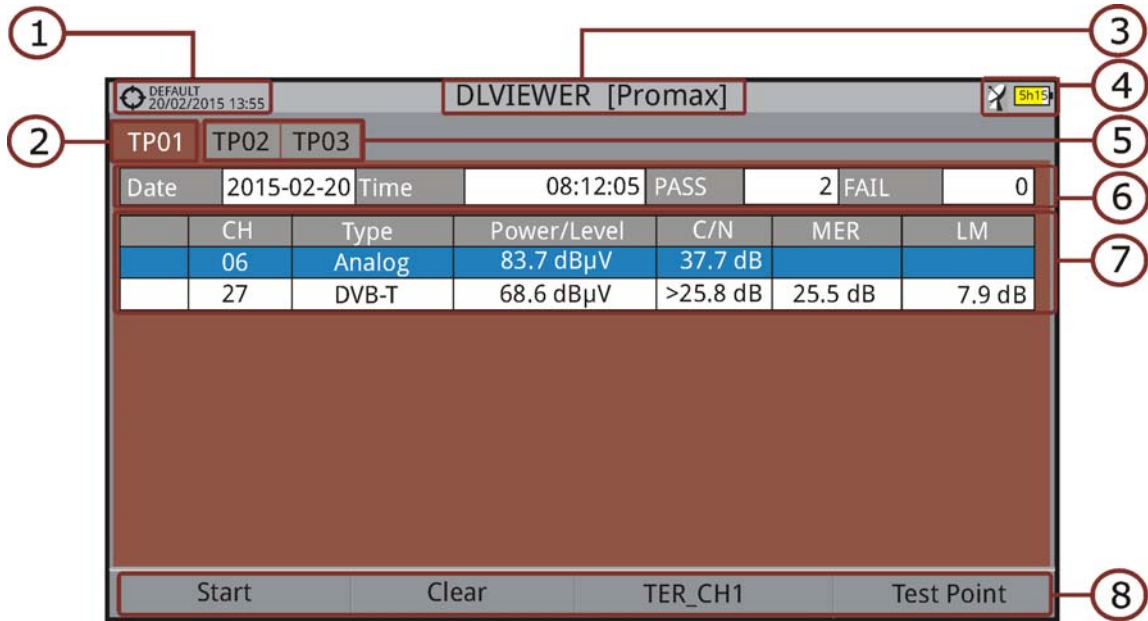 1
3
DEFAULT
20/02/2015 13:55
DLVIEWER [Promax]
5h15
4
2
TP01 TP02 TP03
5
Date 2015-02-20 Time 08:12:05 PASS 2 FAIL 0
6
CH Type Power/Level C/N MER LM
06 Analog 83.7 dBµV 37.7 dB
7
27 DVB-T 68.6 dBµV >25.8 dB 25.5 dB 7.9 dB
Start Clear TER_CH1 Test Point
8